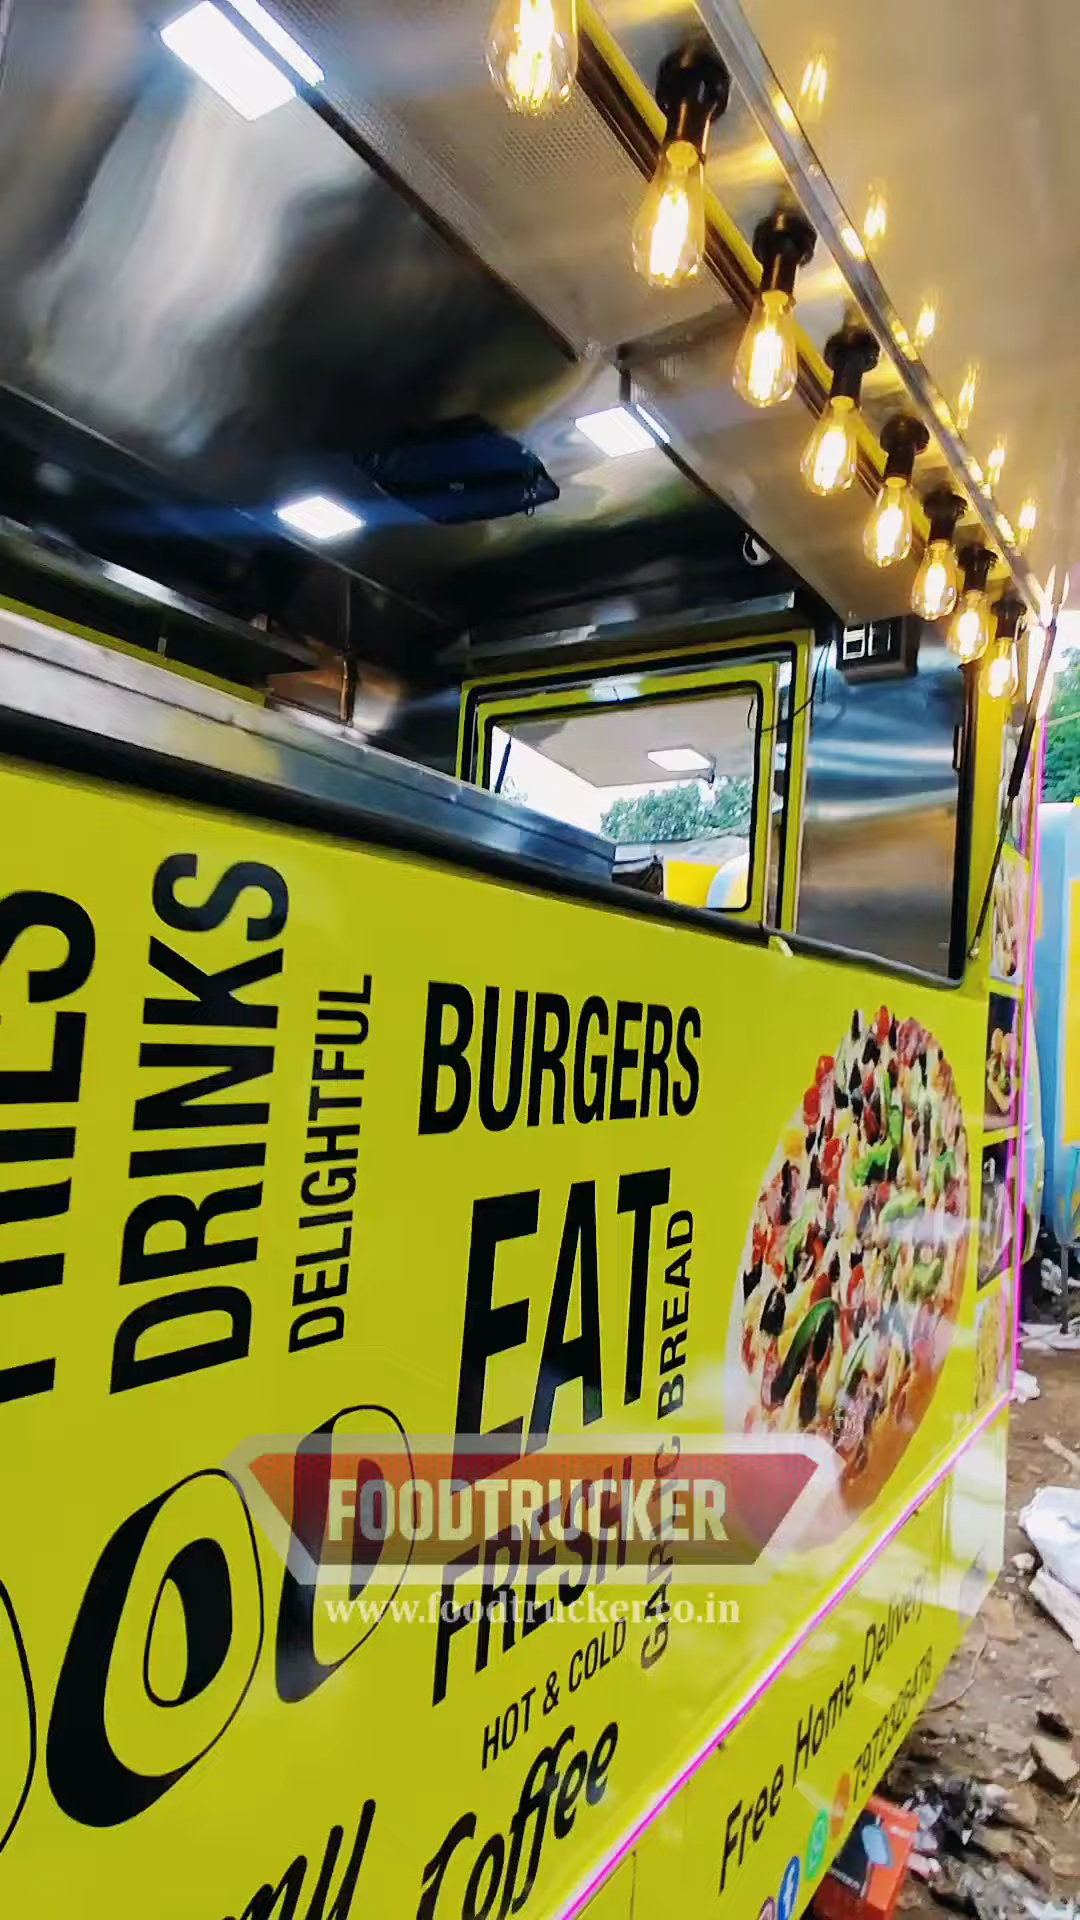 DRINKS
DELIGHTFUL
BURGERS
EAT
GARLIC BREAD
FRESH
HOT & COLD
Coffee
FOODTRUCKER
www.foodtrucker.co.in
Free Home Delivery